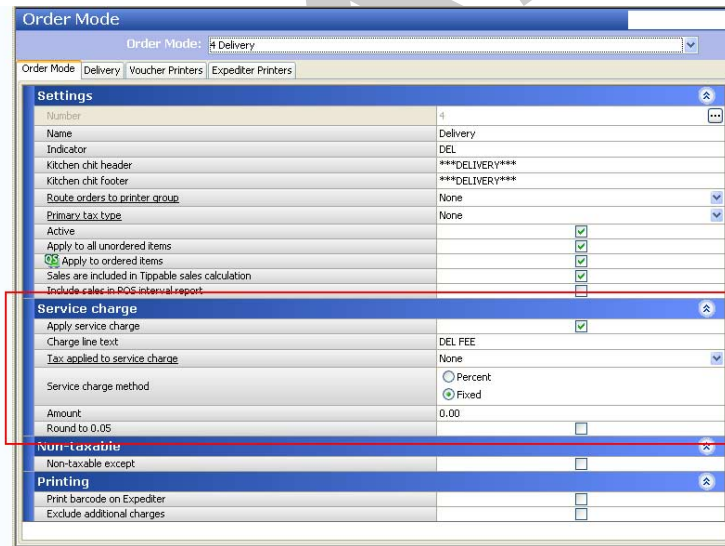 Order Mode
Order Mode: 4 Delivery
Order Mode Delivery Voucher Printers Expediter Printers
Settings
Number 4
Name Delivery
Indicator DEL
Kitchen chit header ***DELIVERY***
Kitchen chit footer ***DELIVERY***
Route orders to printer group None
Primary tax type None
Active
Apply to all unordered items
QS Apply to ordered items
Sales are included in Tippable sales calculation
Include sales in POS interval report
Service charge
Apply service charge
Charge line text DEL FEE
Tax applied to service charge None
Service charge method Percent
Fixed
Amount 0.00
Round to 0.05
Non-taxable
Non-taxable except
Printing
Print barcode on Expediter
Exclude additional charges